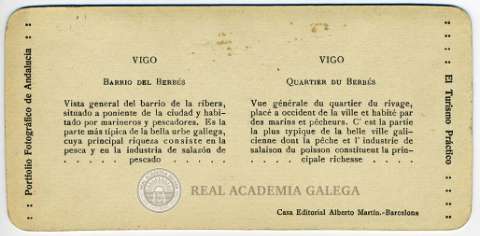 :: :: Portfolio Fotográfico de Andalucia :: ::
VIGO
BARRIO DEL BERBÉS
Vista general del barrio de la ribera,
situado a poniente de la ciudad y habi-
tado por marineros y pescadores. Es la
parte más típica de la bella urbe gallega,
cuya principal riqueza consiste en la
pesca y en la industria de salazón de
pescado
VIGO
QUARTIER DU BERBÉS
Vue générale du quartier du rivage,
placé a occident de la ville et habité par
des marins et pécheurs. C' est la partie
la plus typique de la belle ville gali-
cienne dont la pêche et l' industrie de
salaison du poisson constituent la prin-
cipale richesse
:: :: :: El Turismo Práctico :: :: ::
REAL ACADEMIA GALEGA
Casa Editorial Alberto Martín.-Barcelona